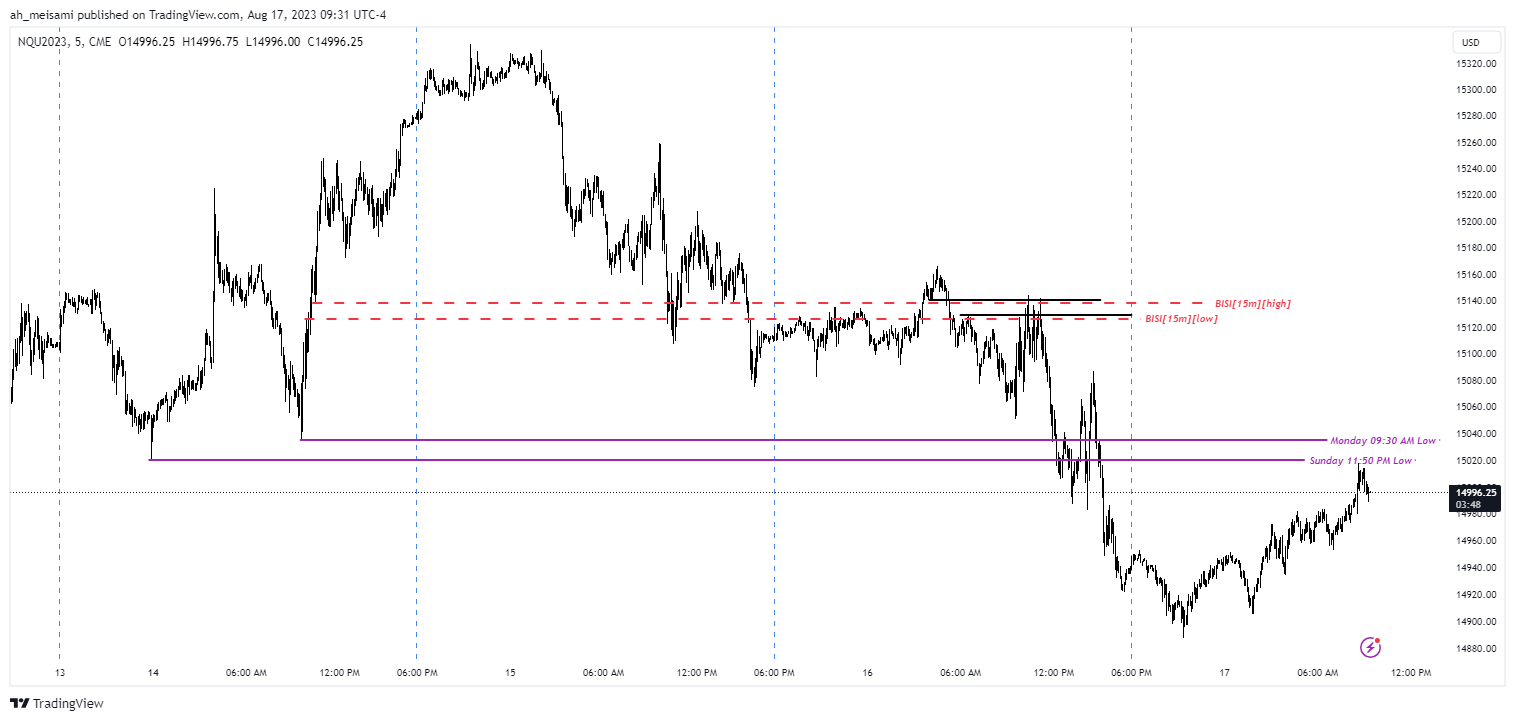 ah_meisami published on TradingView.com, Aug 17, 2023 09:31 UTC-4
NQU2023, 5, CME O14996.25 H14996.75 L14996.00 C14996.25
USD
15320.00
15300.00
15280.00
15260.00
15240.00
15220.00
15200.00
15180.00
15160.00
15140.00
BISI[15m][high]
BISI[15m][low]
15120.00
15100.00
15080.00
15060.00
15040.00
Monday 09:30 AM Low
15020.00
Sunday 11:50 PM Low
14996.25
03:48
14980.00
14960.00
14940.00
14920.00
14900.00
14880.00
13 14 06:00 AM 12:00 PM 06:00 PM 15 06:00 AM 12:00 PM 06:00 PM 16 06:00 AM 12:00 PM 06:00 PM 17 06:00 AM 12:00 PM
TradingView